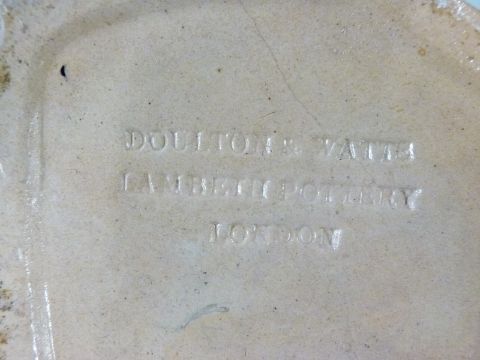 DOULTON & WATTS
LAMBETH POTTERY
LONDON